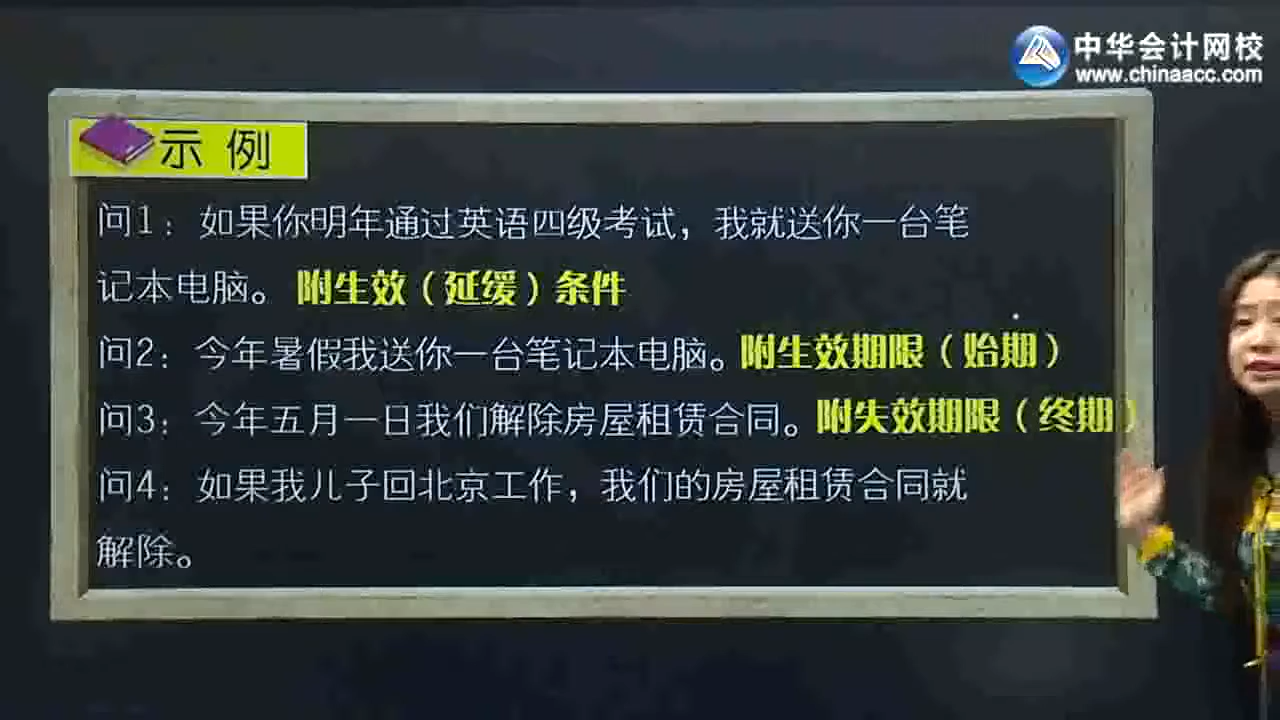 中华会计网校
www.chinaacc.com
示 例
问1：如果你明年通过英语四级考试，我就送你一台笔
记本电脑。附生效（延缓）条件
问2：今年暑假我送你一台笔记本电脑。附生效期限（始期）
问3：今年五月一日我们解除房屋租赁合同。附失效期限（终期）
问4：如果我儿子回北京工作，我们的房屋租赁合同就
解除。